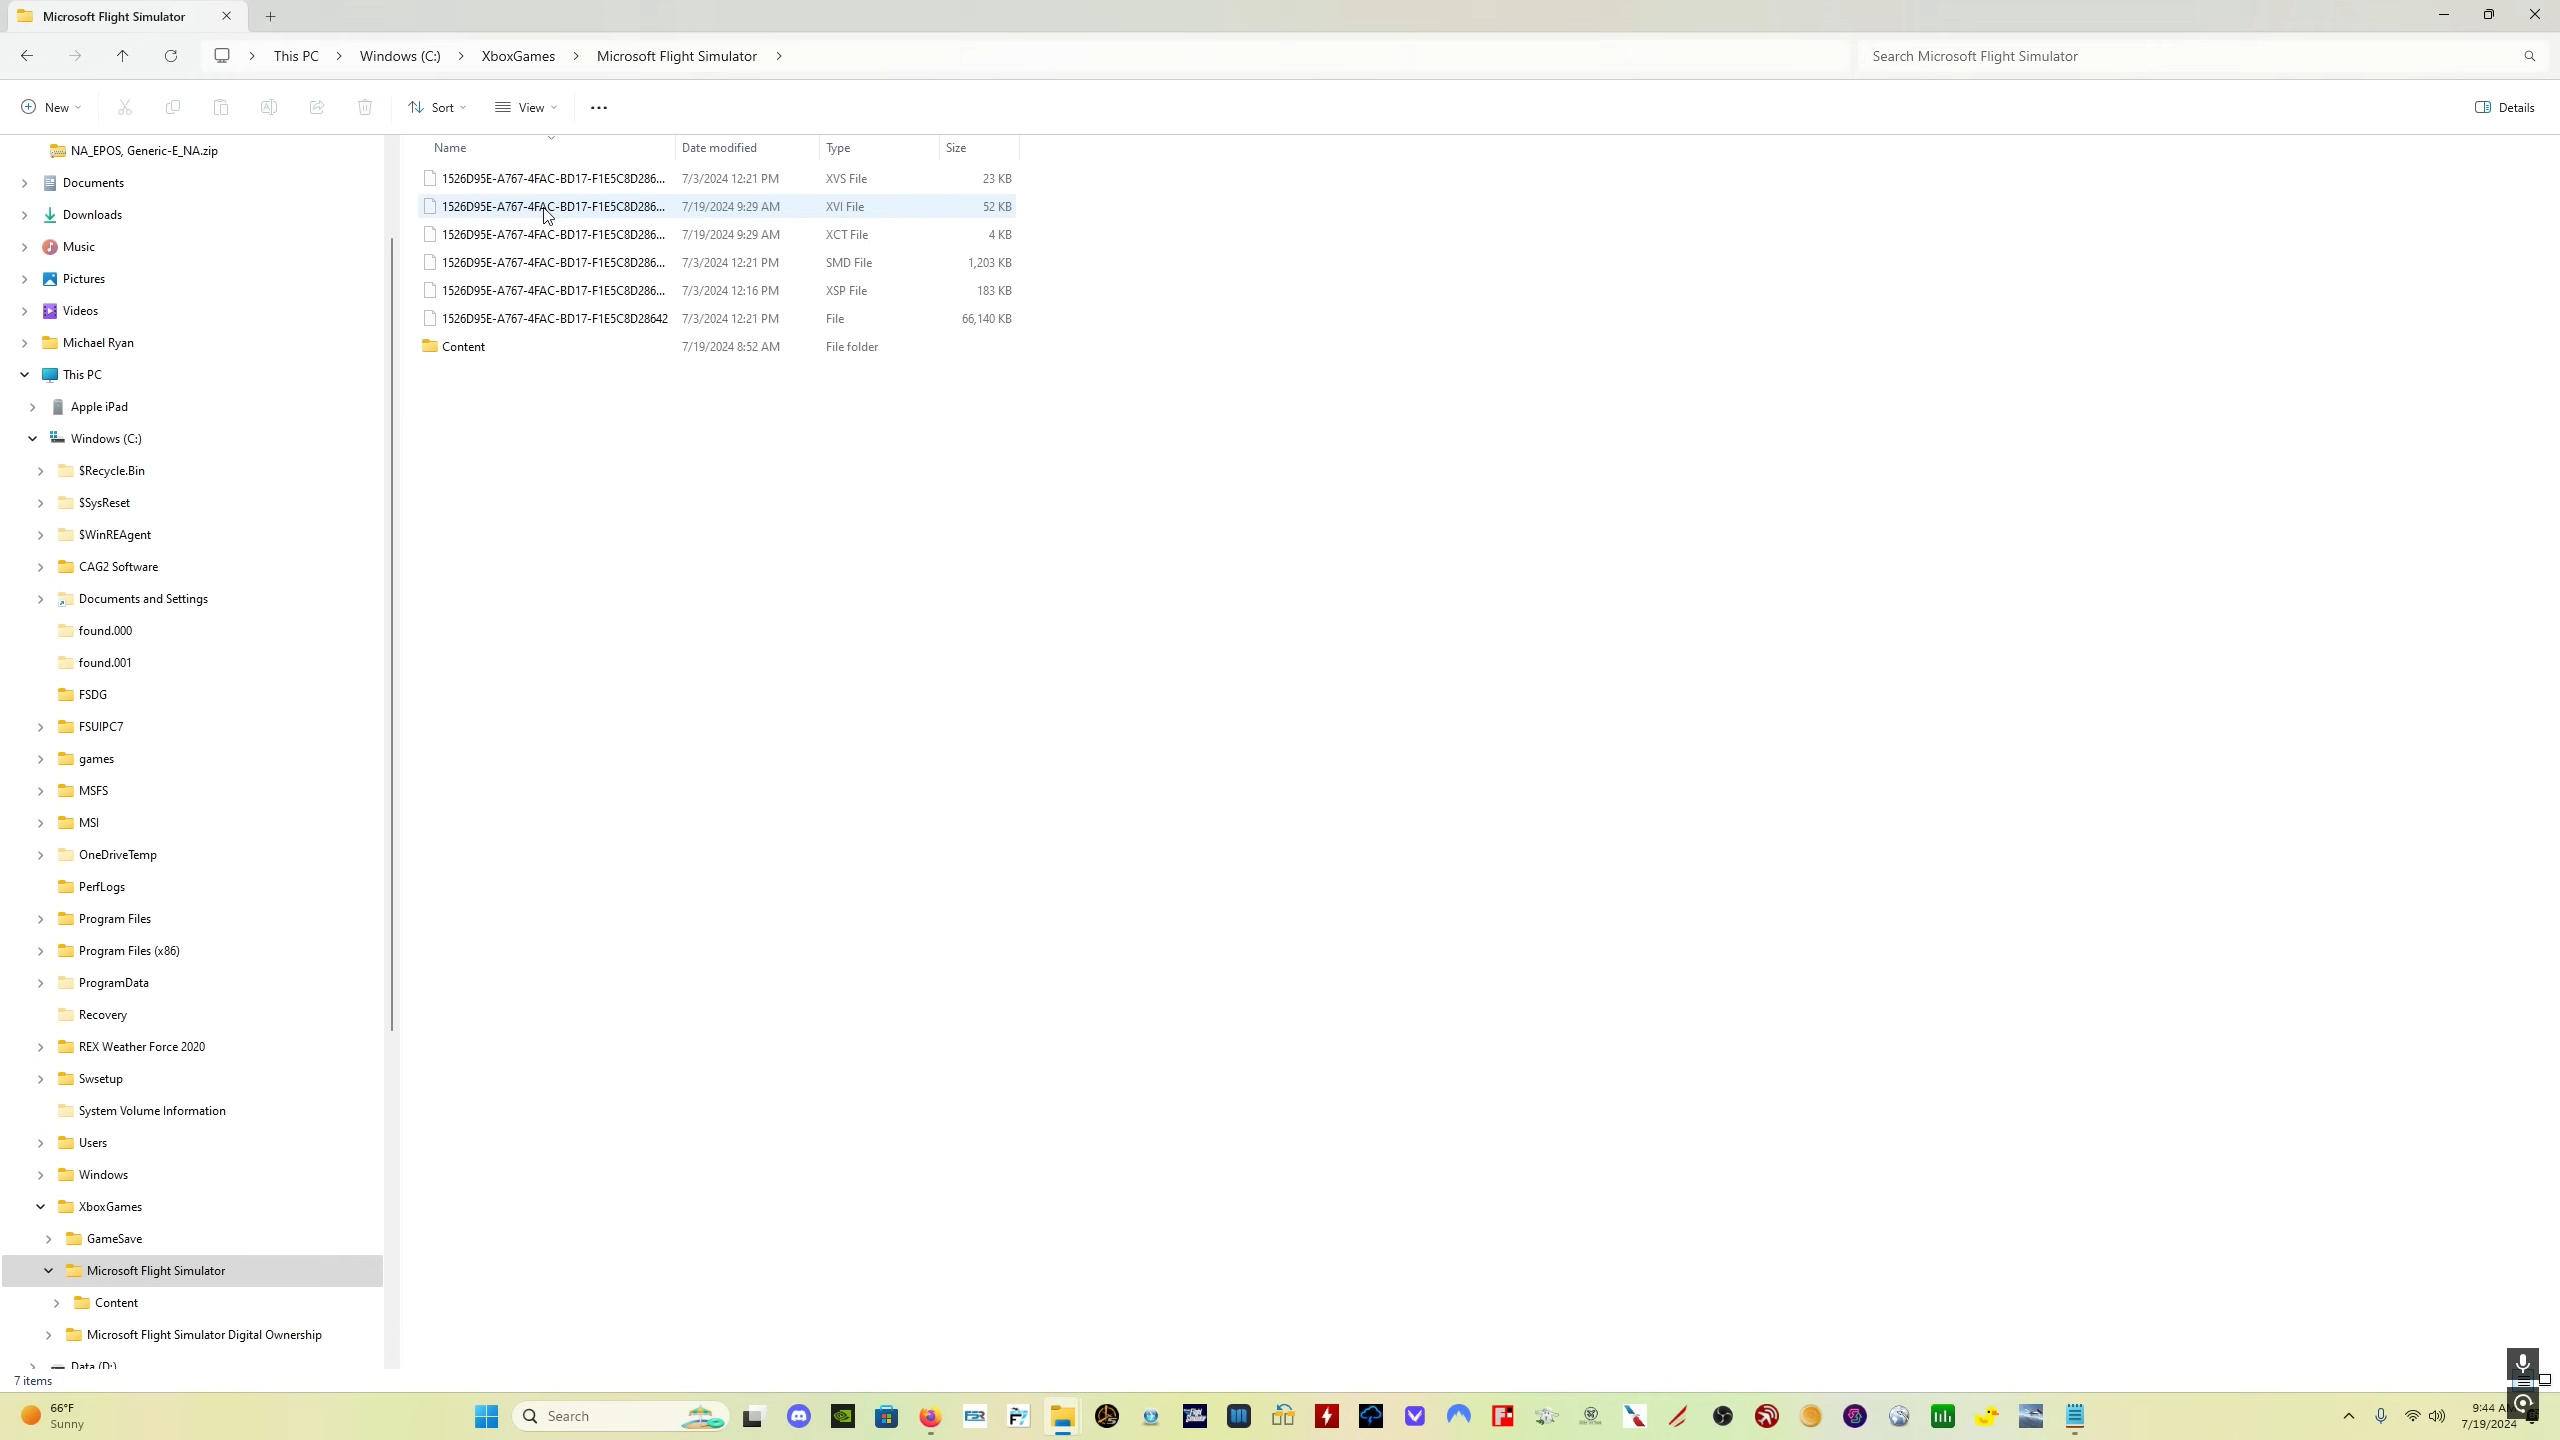 Microsoft Flight Simulator
This PC > Windows (C:) > XboxGames > Microsoft Flight Simulator >
Search Microsoft Flight Simulator
New
Sort
View
Details
Name Date modified Type Size
1526D95E-A767-4FAC-BD17-F1E5C8D286... 7/3/2024 12:21 PM XVS File 23 KB
1526D95E-A767-4FAC-BD17-F1E5C8D286... 7/19/2024 9:29 AM XVI File 52 KB
1526D95E-A767-4FAC-BD17-F1E5C8D286... 7/19/2024 9:29 AM XCT File 4 KB
1526D95E-A767-4FAC-BD17-F1E5C8D286... 7/3/2024 12:21 PM SMD File 1,203 KB
1526D95E-A767-4FAC-BD17-F1E5C8D286... 7/3/2024 12:16 PM XSP File 183 KB
1526D95E-A767-4FAC-BD17-F1E5C8D28642 7/3/2024 12:21 PM File 66,140 KB
Content 7/19/2024 8:52 AM File folder
NA_EPOS, Generic-E_NA.zip
Documents
Downloads
Music
Pictures
Videos
Michael Ryan
This PC
Apple iPad
Windows (C:)
$Recycle.Bin
$SysReset
$WinREAgent
CAG2 Software
Documents and Settings
found.000
found.001
FSDG
FSUIPC7
games
MSFS
MSI
OneDriveTemp
PerfLogs
Program Files
Program Files (x86)
ProgramData
Recovery
REX Weather Force 2020
Swsetup
System Volume Information
Users
Windows
XboxGames
GameSave
Microsoft Flight Simulator
Content
Microsoft Flight Simulator Digital Ownership
Data (D:)
7 items
66°F
Sunny
Search
9:44 AM
7/19/2024